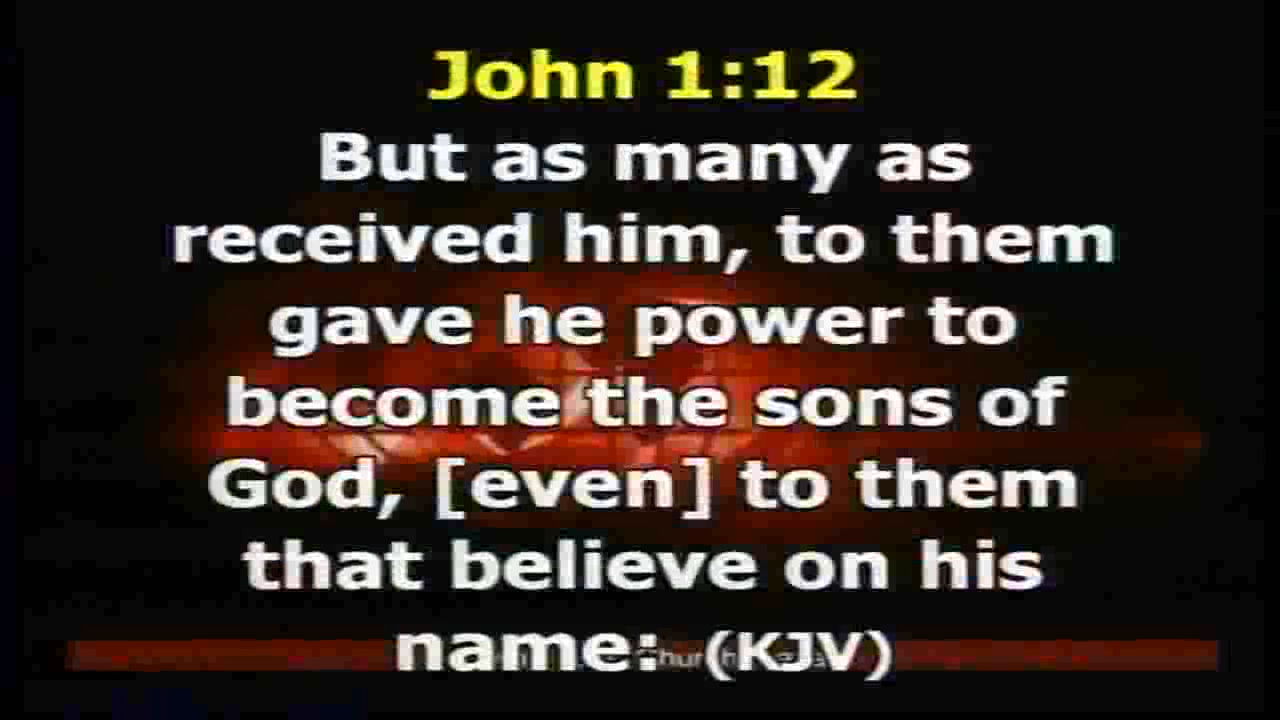 John 1:12
But as many as
received him, to them
gave he power to
become the sons of
God, [even] to them
that believe on his
name: (KJV)